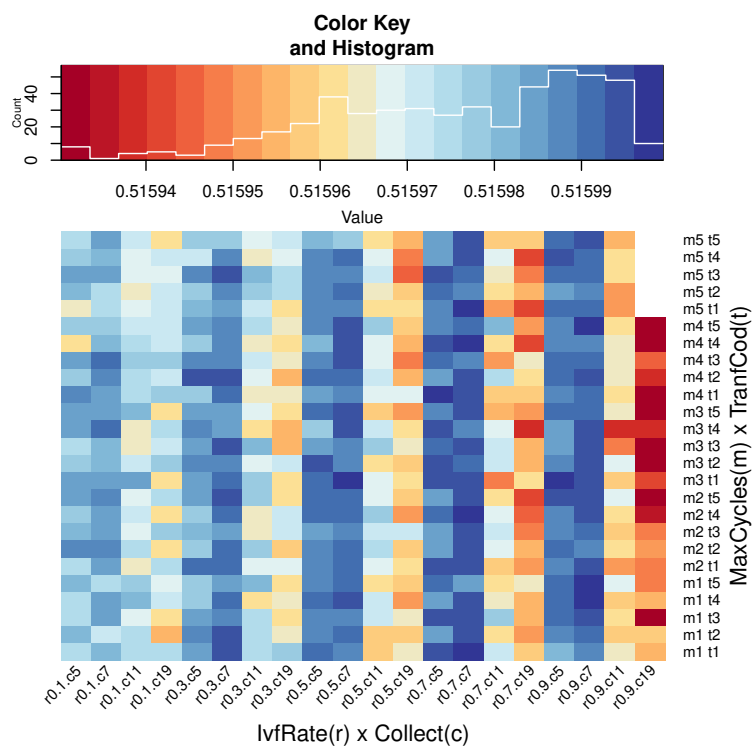 Color Key
and Histogram
Count
0 20 40
0.51594 0.51595 0.51596 0.51597 0.51598 0.51599
Value
m5 t5
m5 t4
m5 t3
m5 t2
m5 t1
m4 t5
m4 t4
m4 t3
m4 t2
m4 t1
m3 t5
m3 t4
m3 t3
m3 t2
m3 t1
m2 t5
m2 t4
m2 t3
m2 t2
m2 t1
m1 t5
m1 t4
m1 t3
m1 t2
m1 t1
MaxCycles(m) x TranfCod(t)
r0.1.c5 r0.1.c7 r0.1.c11 r0.1.c19 r0.3.c5 r0.3.c7 r0.3.c11 r0.3.c19 r0.5.c5 r0.5.c7 r0.5.c11 r0.5.c19 r0.7.c5 r0.7.c7 r0.7.c11 r0.7.c19 r0.9.c5 r0.9.c7 r0.9.c11 r0.9.c19
IvfRate(r) x Collect(c)